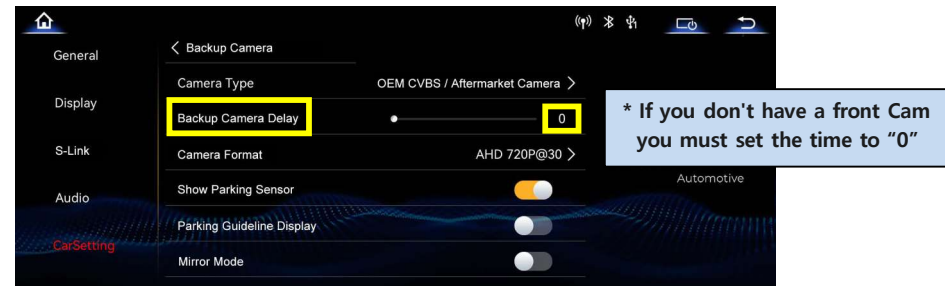 General
Display
S-Link
Audio
CarSetting
Backup Camera
Camera Type OEM CVBS / Aftermarket Camera
Backup Camera Delay 0
Camera Format AHD 720P@30
Show Parking Sensor
Parking Guideline Display
Mirror Mode
* If you don't have a front Cam
you must set the time to “0”
Automotive